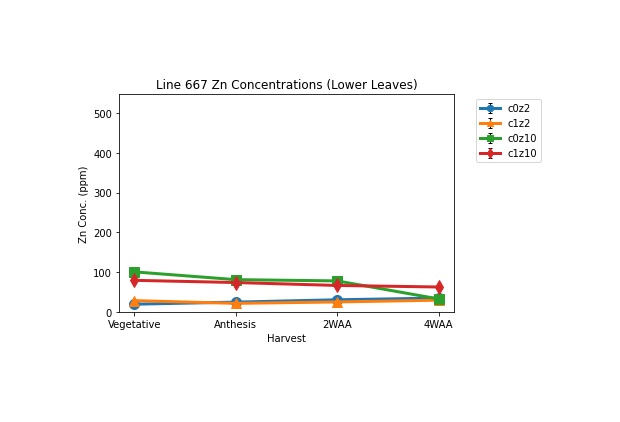 Line 667 Zn Concentrations (Lower Leaves)
500
400
300
200
100
0
Zn Conc. (ppm)
Vegetative Anthesis 2WAA 4WAA
Harvest
c0z2
c1z2
c0z10
c1z10